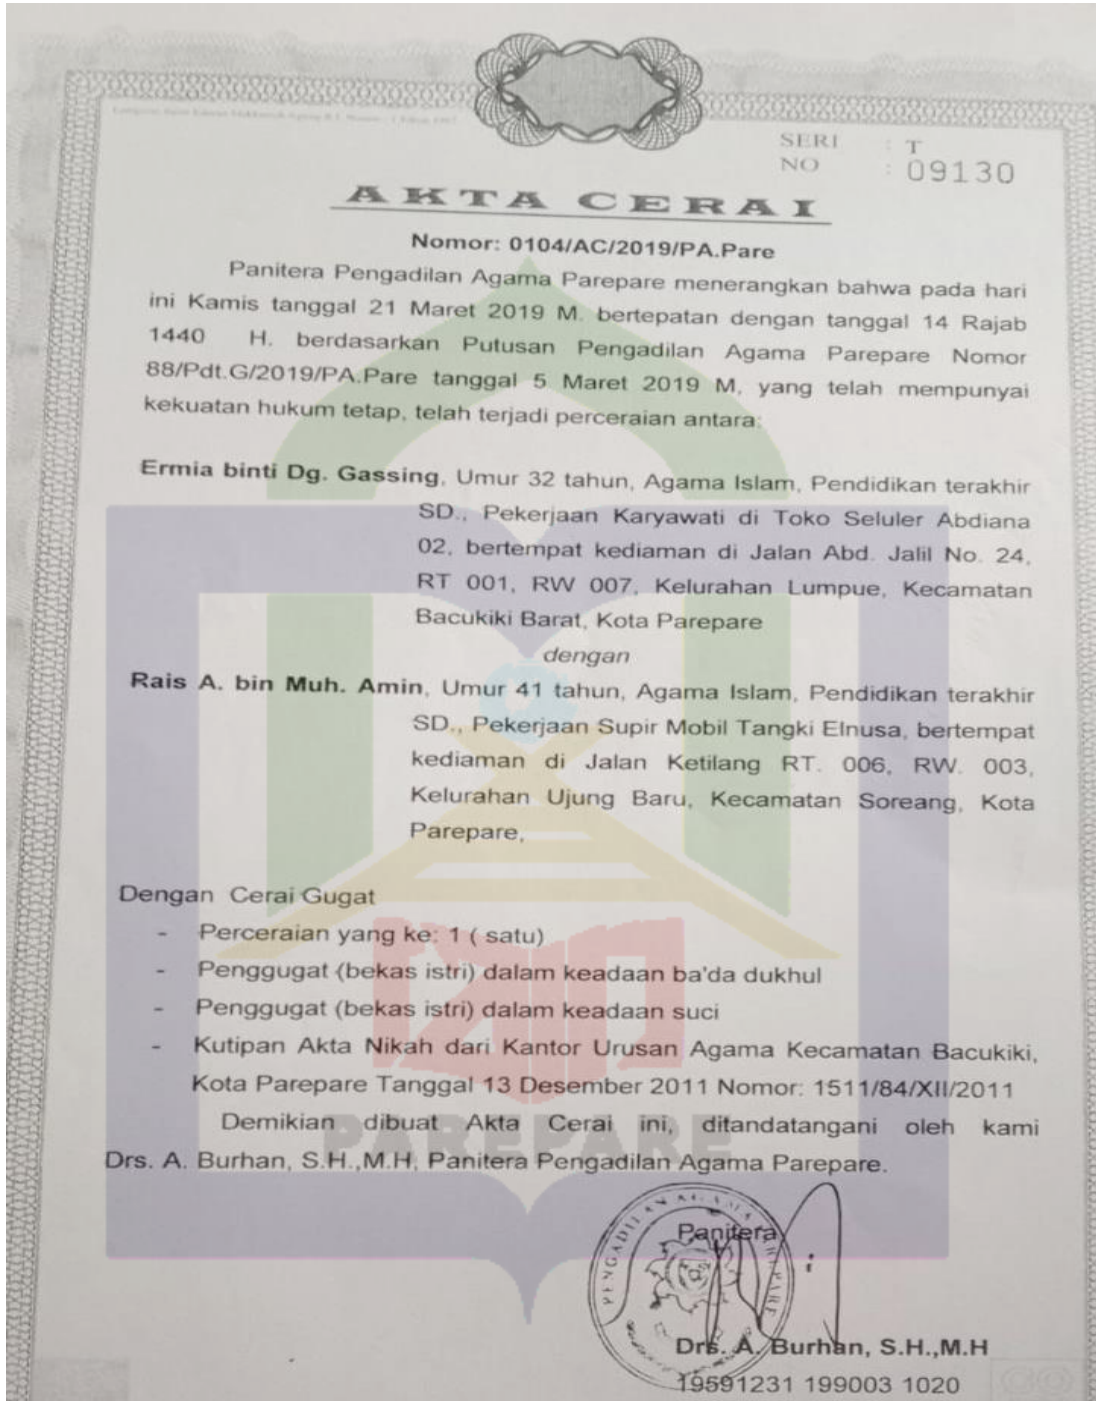 SERI : T
NO : 09130
AKTA CERAI
Nomor: 0104/AC/2019/PA.Pare
Panitera Pengadilan Agama Parepare menerangkan bahwa pada hari
ini Kamis tanggal 21 Maret 2019 M. bertepatan dengan tanggal 14 Rajab
1440 H. berdasarkan Putusan Pengadilan Agama Parepare Nomor
88/Pdt.G/2019/PA.Pare tanggal 5 Maret 2019 M, yang telah mempunyai
kekuatan hukum tetap, telah terjadi perceraian antara:
Ermia binti Dg. Gassing, Umur 32 tahun, Agama Islam, Pendidikan terakhir
SD., Pekerjaan Karyawati di Toko Seluler Abdiana
02, bertempat kediaman di Jalan Abd. Jalil No. 24,
RT 001, RW 007, Kelurahan Lumpue, Kecamatan
Bacukiki Barat, Kota Parepare
dengan
Rais A. bin Muh. Amin, Umur 41 tahun, Agama Islam, Pendidikan terakhir
SD., Pekerjaan Supir Mobil Tangki Elnusa, bertempat
kediaman di Jalan Ketilang RT. 006, RW. 003,
Kelurahan Ujung Baru, Kecamatan Soreang, Kota
Parepare,
Dengan Cerai Gugat
- Perceraian yang ke: 1 ( satu)
- Penggugat (bekas istri) dalam keadaan ba'da dukhul
- Penggugat (bekas istri) dalam keadaan suci
- Kutipan Akta Nikah dari Kantor Urusan Agama Kecamatan Bacukiki,
Kota Parepare Tanggal 13 Desember 2011 Nomor: 1511/84/XII/2011
PAREPARE
Demikian dibuat Akta Cerai ini, ditandatangani oleh kami
Drs. A. Burhan, S.H.,M.H, Panitera Pengadilan Agama Parepare.
PENGADILAN AGAMA PAREPARE
Panitera
Drs. A. Burhan, S.H.,M.H
19591231 199003 1020